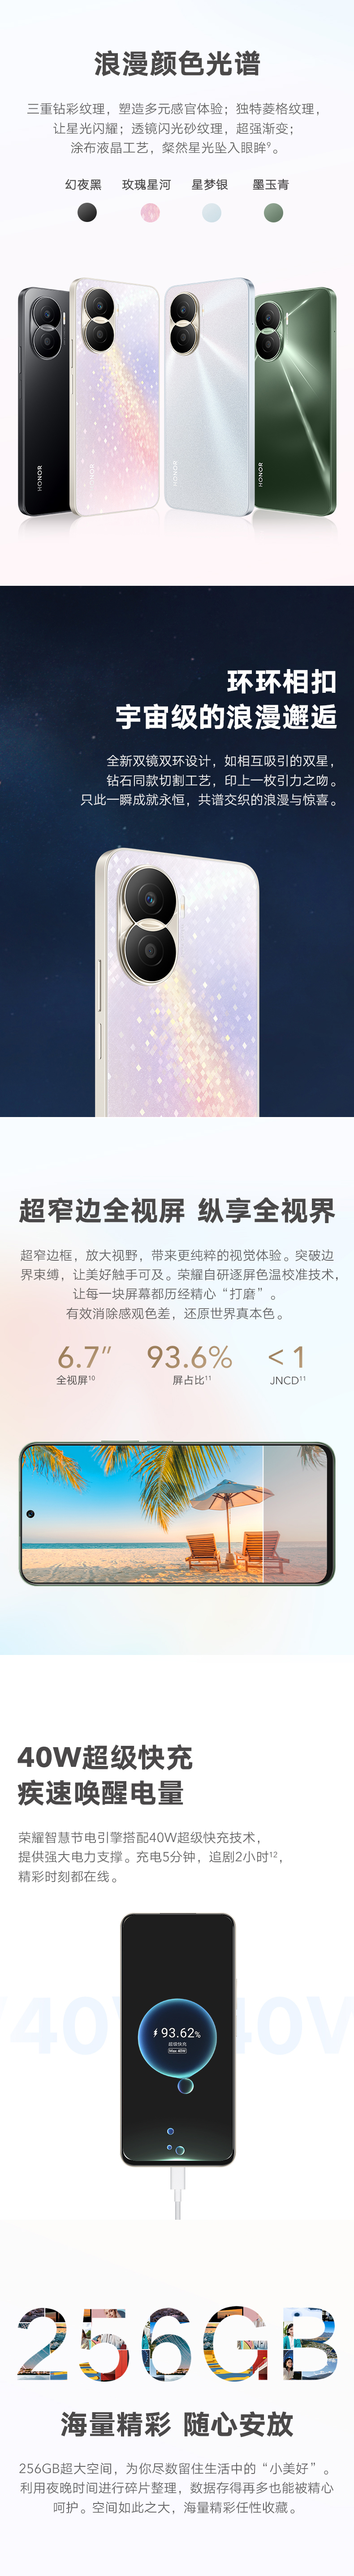 浪漫颜色光谱
三重钻彩纹理，塑造多元感官体验；独特菱格纹理，
让星光闪耀；透镜闪光砂纹理，超强渐变；
涂布液晶工艺，粲然星光坠入眼眸9。
幻夜黑 玫瑰星河 星梦银 墨玉青
HONOR
HONOR
HONOR
HONOR
环环相扣
宇宙级的浪漫邂逅
全新双镜双环设计，如相互吸引的双星，
钻石同款切割工艺，印上一枚引力之吻。
只此一瞬成就永恒，共谱交织的浪漫与惊喜。
超窄边全视屏 纵享全视界
超窄边框，放大视野，带来更纯粹的视觉体验。突破边
界束缚，让美好触手可及。荣耀自研逐屏色温校准技术，
让每一块屏幕都历经精心“打磨”。
有效消除感观色差，还原世界真本色。
6.7″ 93.6% < 1
全视屏10 屏占比11 JNCD11
40W超级快充
疾速唤醒电量
荣耀智慧节电引擎搭配40W超级快充技术，
提供强大电力支撑。充电5分钟，追剧2小时12，
精彩时刻都在线。
93.62%
超级快充
Max 40W
256GB
海量精彩 随心安放
256GB超大空间，为你尽数留住生活中的“小美好”。
利用夜晚时间进行碎片整理，数据存得再多也能被精心
呵护。空间如此之大，海量精彩任性收藏。